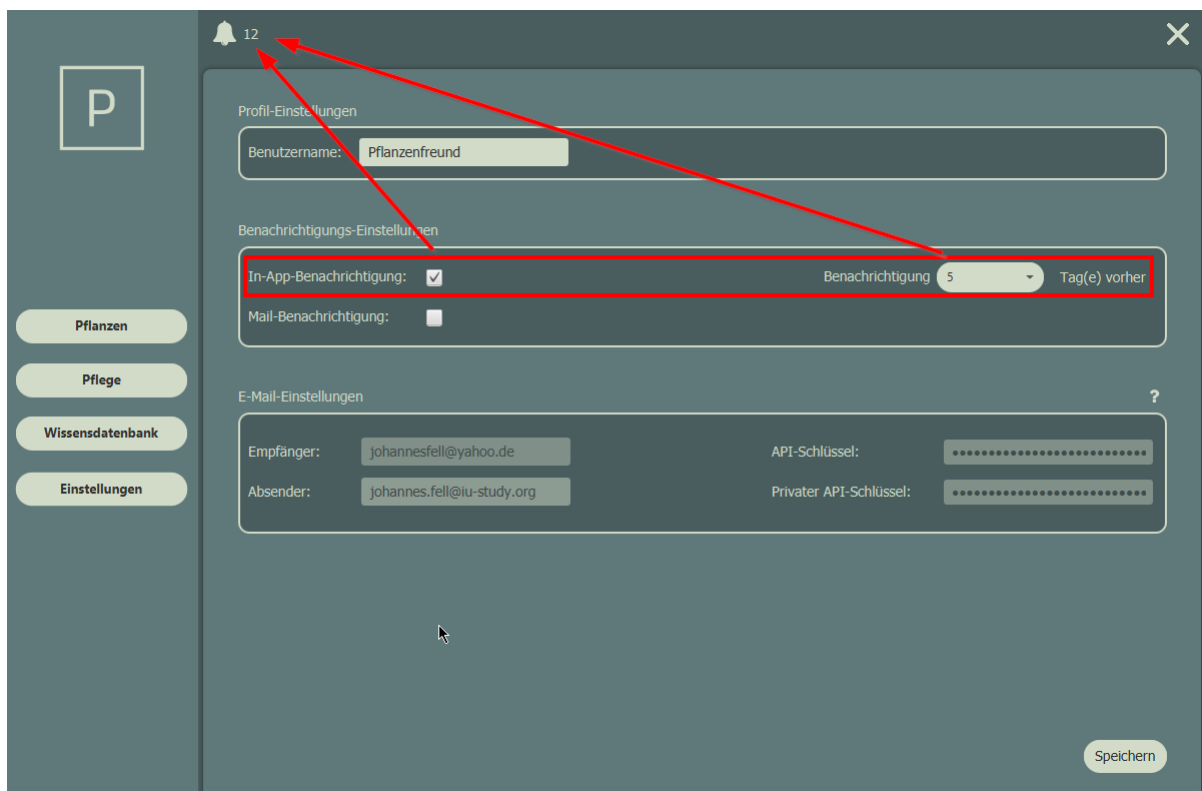 12
P
Profil-Einstellungen
Benutzername: Pflanzenfreund
Benachrichtigungs-Einstellungen
In-App-Benachrichtigung: Benachrichtigung 5 Tag(e) vorher
Mail-Benachrichtigung:
Pflanzen
Pflege
Wissensdatenbank
Einstellungen
E-Mail-Einstellungen ?
Empfänger: johannesfell@yahoo.de API-Schlüssel:
Absender: johannes.fell@iu-study.org Privater API-Schlüssel:
Speichern